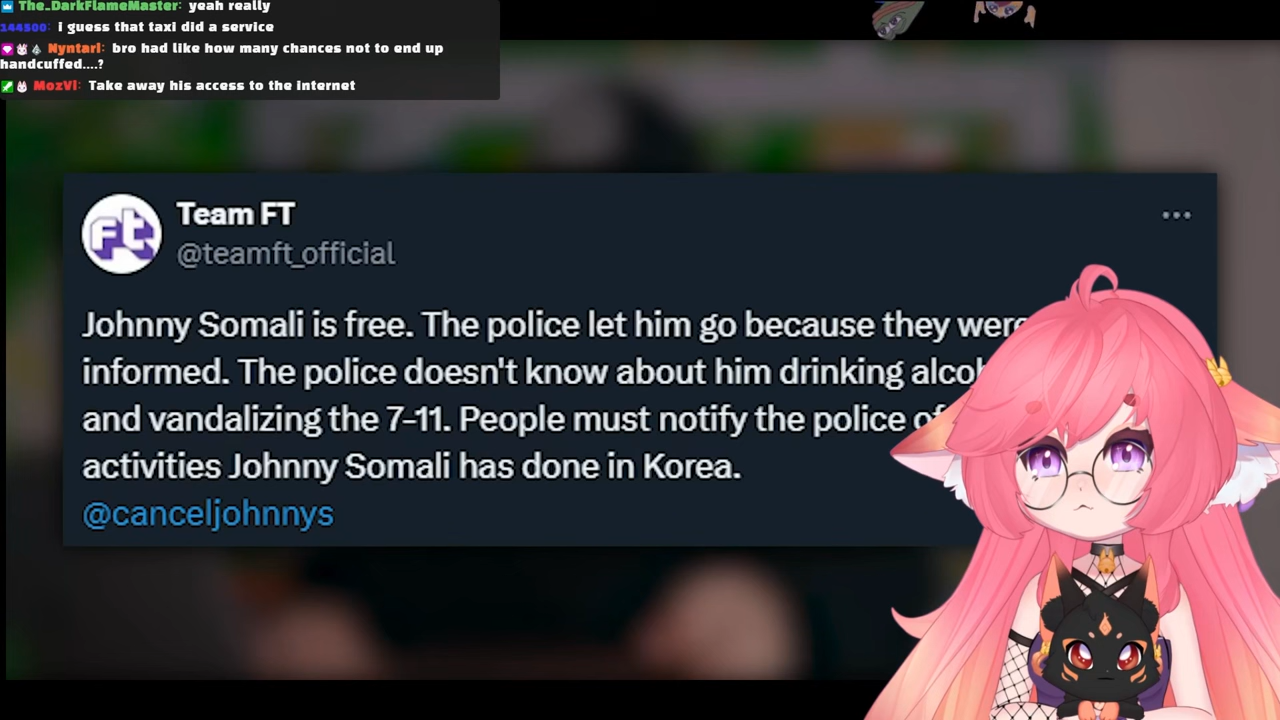 The_DarkFlameMaster: yeah really
144500: i guess that taxi did a service
Nyntari: bro had like how many chances not to end up
handcuffed....?
MozVi: Take away his access to the internet
Ft
Team FT
@teamft_official
Johnny Somali is free. The police let him go because they were
informed. The police doesn't know about him drinking
and vandalizing the 7-11. People must notify the police of
activities Johnny Somali has done in Korea.
@canceljohnnys